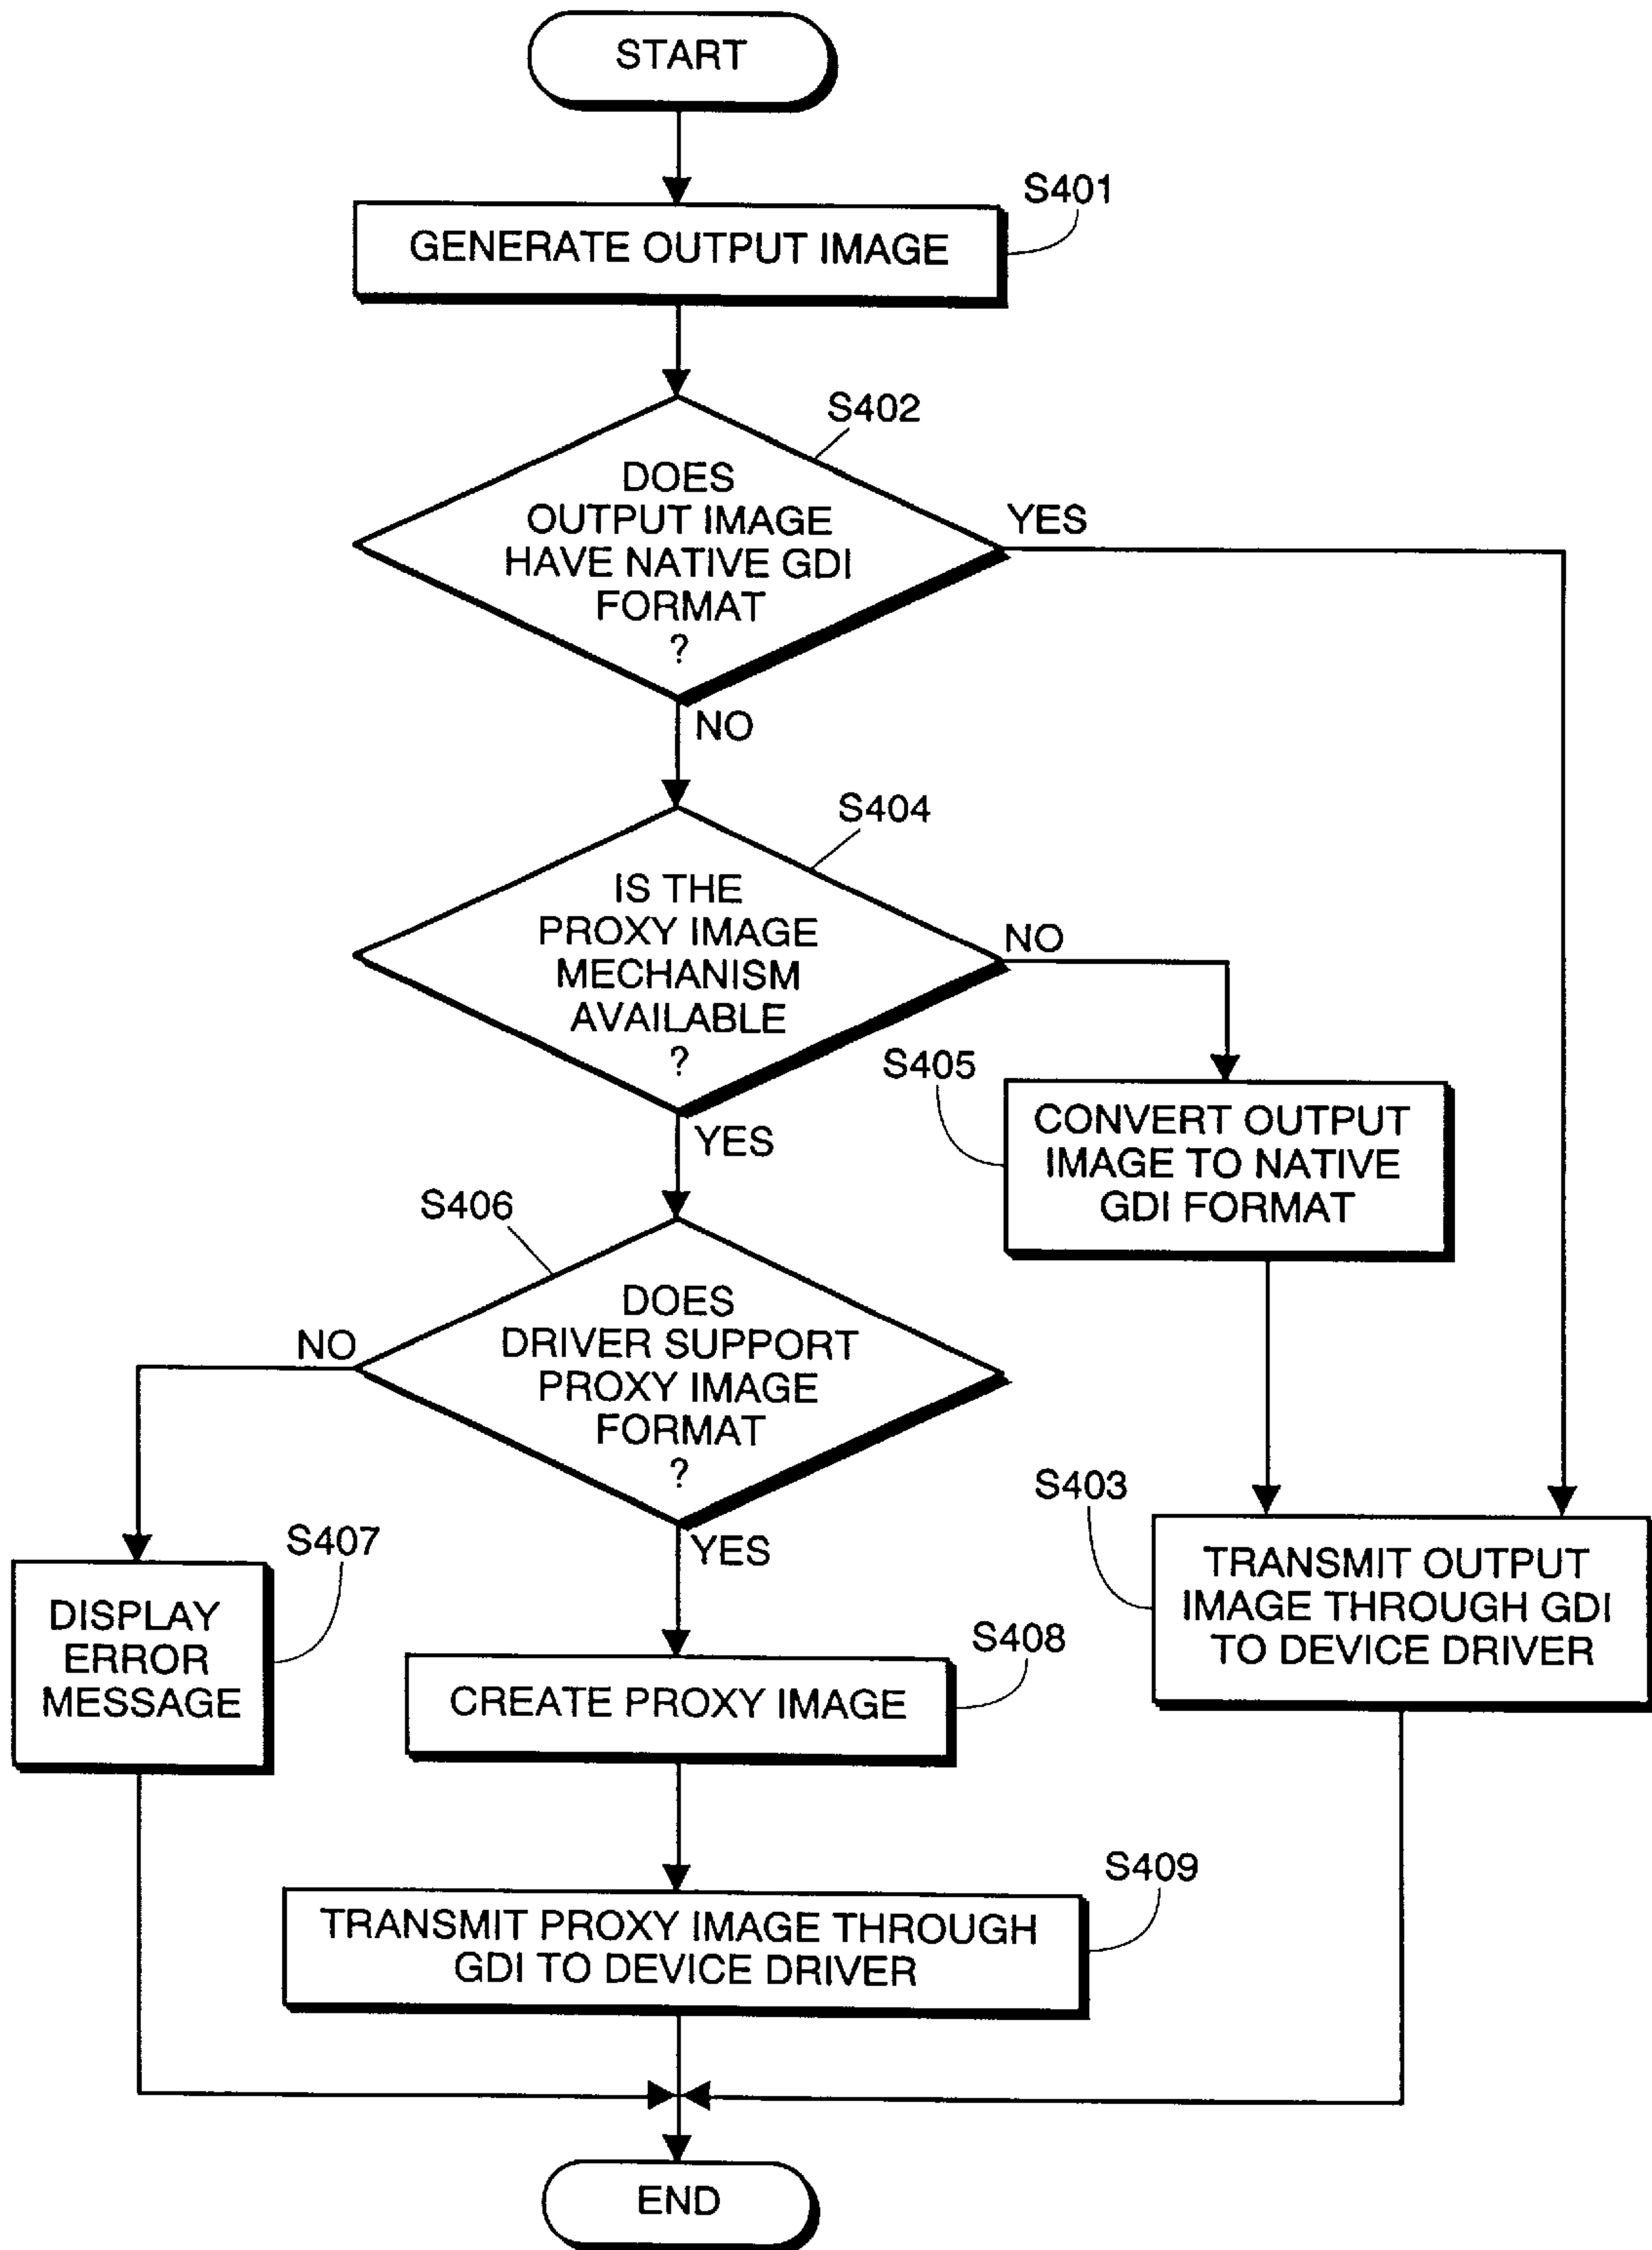 START
S401
GENERATE OUTPUT IMAGE
S402
DOES
OUTPUT IMAGE
HAVE NATIVE GDI
FORMAT
?
YES
NO
S404
IS THE
PROXY IMAGE
MECHANISM
AVAILABLE
?
NO
YES
S405
CONVERT OUTPUT
IMAGE TO NATIVE
GDI FORMAT
S406
DOES
DRIVER SUPPORT
PROXY IMAGE
FORMAT
?
NO
YES
S403
TRANSMIT OUTPUT
IMAGE THROUGH GDI
TO DEVICE DRIVER
S407
DISPLAY
ERROR
MESSAGE
S408
CREATE PROXY IMAGE
S409
TRANSMIT PROXY IMAGE THROUGH
GDI TO DEVICE DRIVER
END